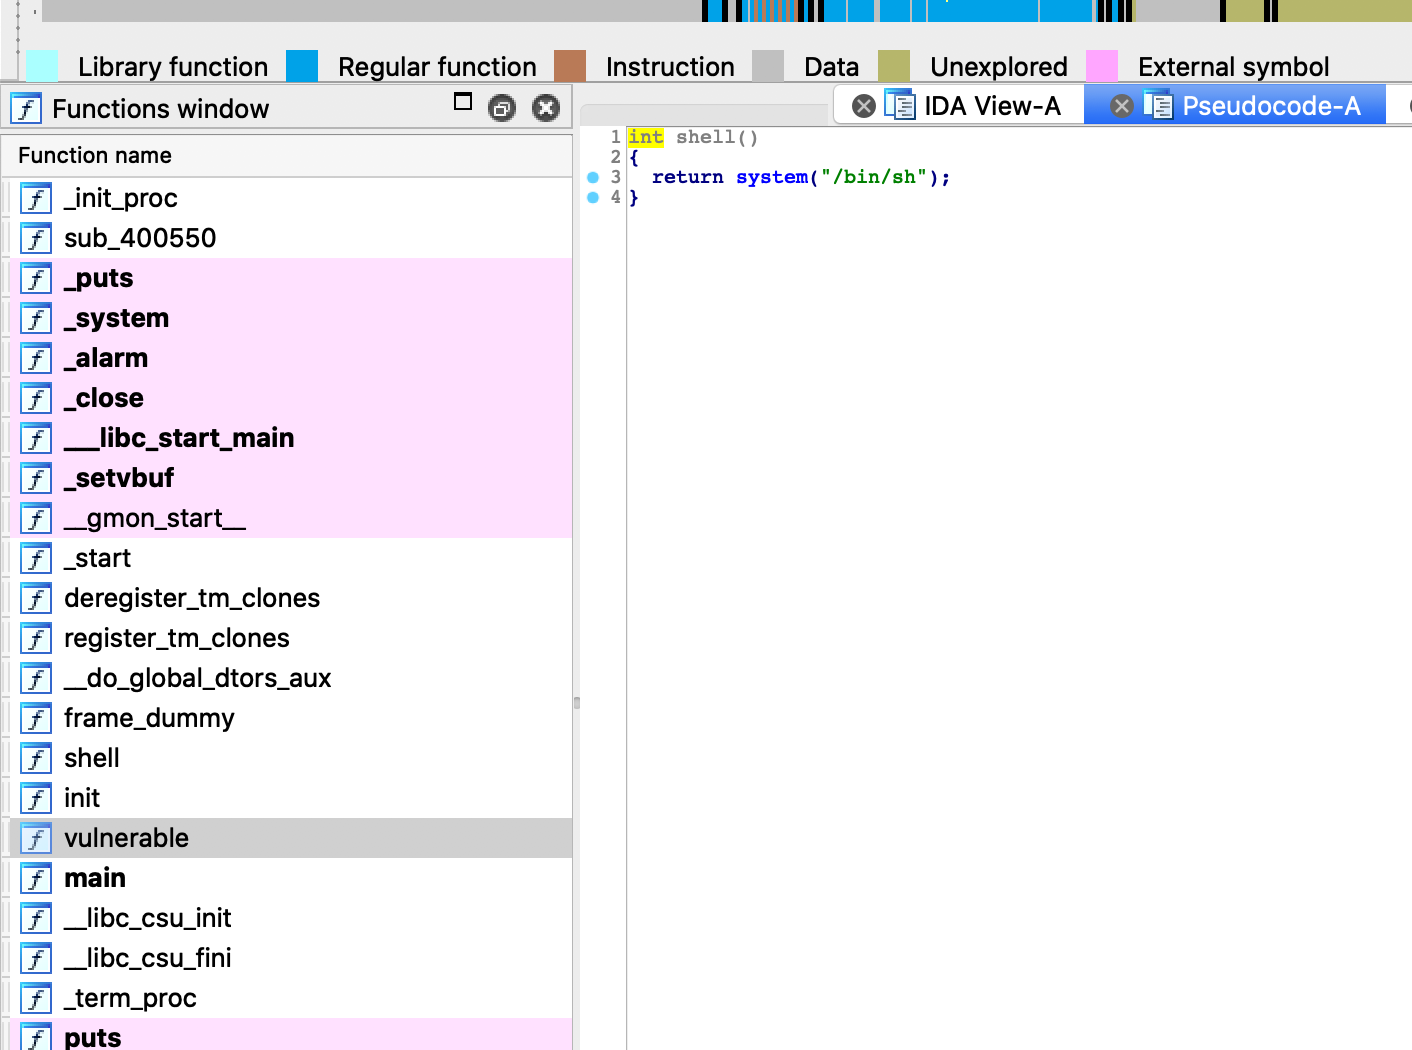 Library function Regular function Instruction Data Unexplored External symbol
Functions window
IDA View-A Pseudocode-A
Function name
_init_proc
sub_400550
_puts
_system
_alarm
_close
___libc_start_main
_setvbuf
__gmon_start__
_start
deregister_tm_clones
register_tm_clones
__do_global_dtors_aux
frame_dummy
shell
init
vulnerable
main
__libc_csu_init
__libc_csu_fini
_term_proc
puts
1 int shell()
2 {
3 return system("/bin/sh");
4 }